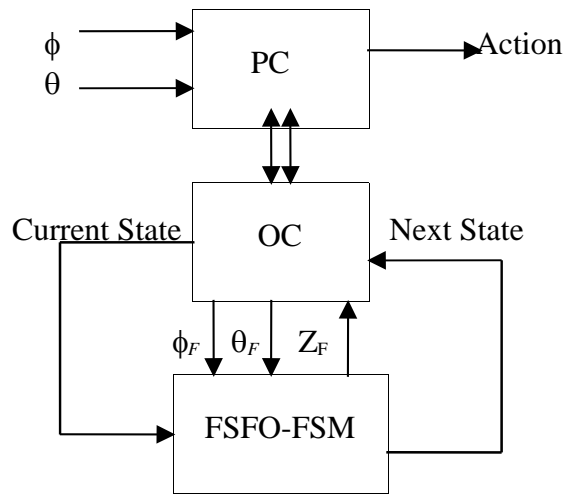 ϕ
θ
PC
Action
Current State
OC
Next State
ϕF
θF
ZF
FSFO-FSM